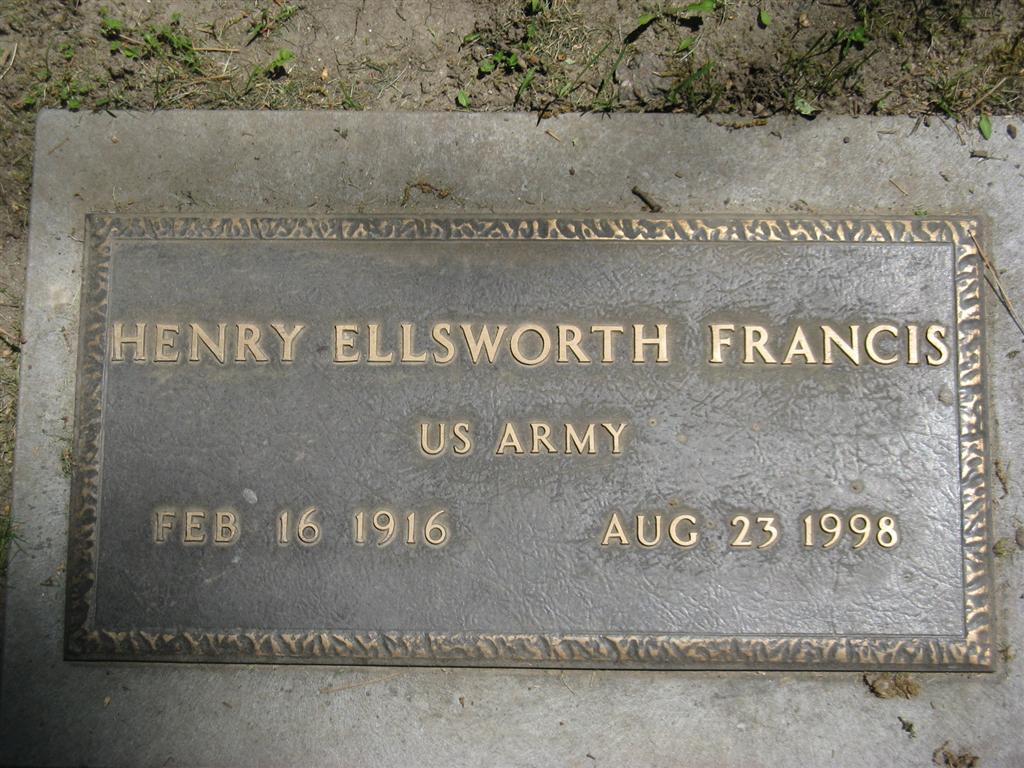 HENRY ELLSWORTH FRANCIS
US ARMY
FEB 16 1916 AUG 23 1998